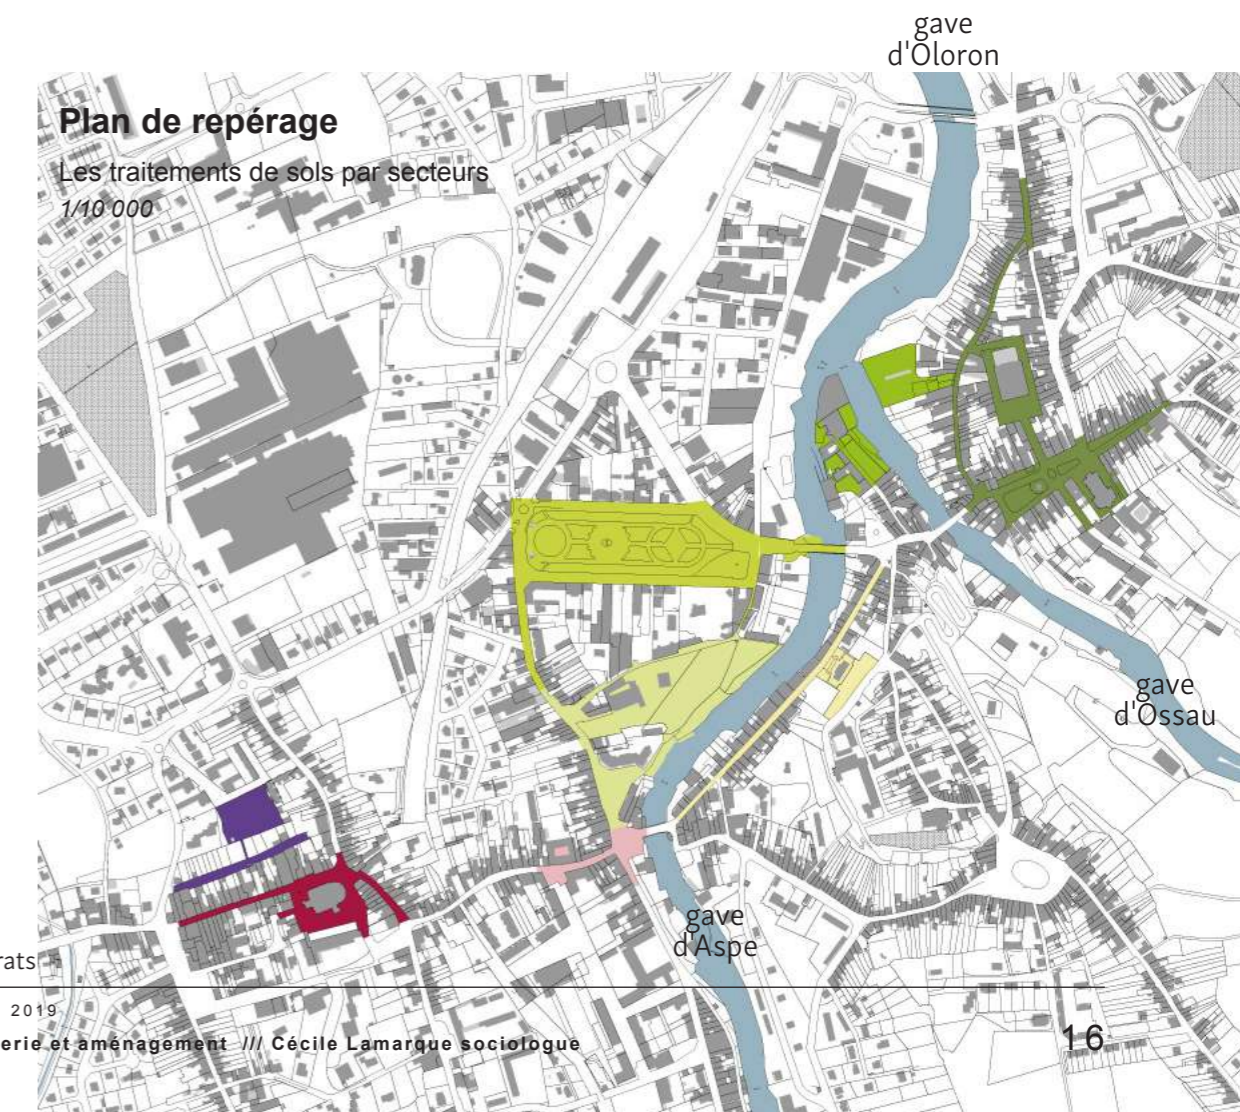 gave
d'Oloron
Plan de repérage
Les traitements de sols par secteurs
1/10 000
gave
d'Ossau
gave
d'Aspe
rats
2019
erie et aménagement /// Cécile Lamarque sociologue
16